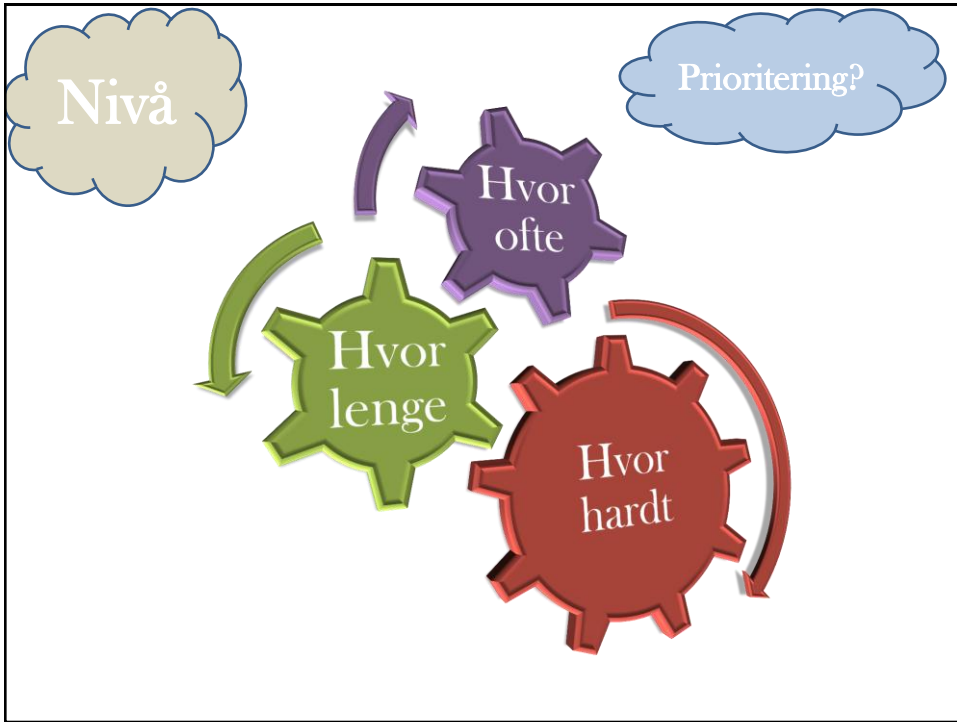 Nivå
Prioritering?
Hvor
ofte
Hvor
lenge
Hvor
hardt